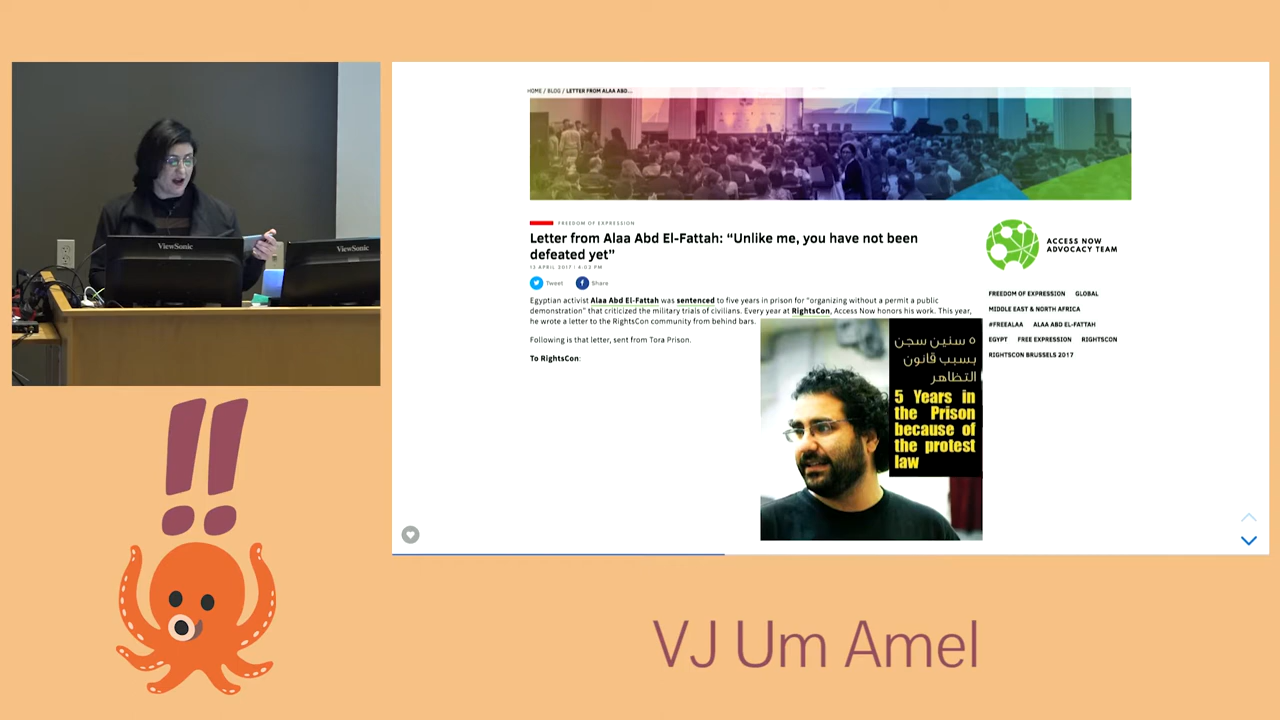 ViewSonic
ViewSonic
HOME / BLOG / LETTER FROM ALAA ABD...
FREEDOM OF EXPRESSION
Letter from Alaa Abd El-Fattah: “Unlike me, you have not been
defeated yet”
13 APRIL 2017 | 4:02 PM
Tweet
Share
Egyptian activist Alaa Abd El-Fattah was sentenced to five years in prison for “organizing without a permit a public
demonstration” that criticized the military trials of civilians. Every year at RightsCon, Access Now honors his work. This year,
he wrote a letter to the RightsCon community from behind bars.
Following is that letter, sent from Tora Prison.
To RightsCon:
٥ سنين سجن
بسبب قانون
التظاهر
5 Years in
the Prison
because of
the protest
law
ACCESS NOW
ADVOCACY TEAM
FREEDOM OF EXPRESSION GLOBAL
MIDDLE EAST & NORTH AFRICA
#FREEALAA ALAA ABD EL-FATTAH
EGYPT FREE EXPRESSION RIGHTSCON
RIGHTSCON BRUSSELS 2017
!!
VJ Um Amel